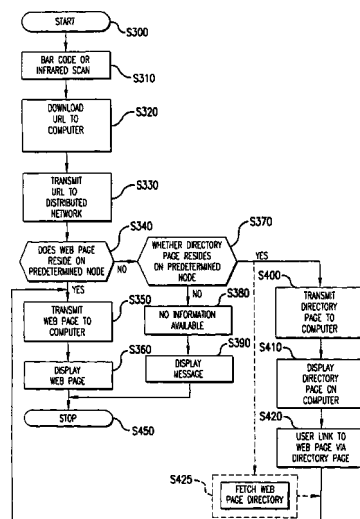 START
S300
BAR CODE OR
INFRARED SCAN
S310
DOWNLOAD
URL TO
COMPUTER
S320
TRANSMIT
URL TO
DISTRIBUTED
NETWORK
S330
S340
DOES WEB PAGE
RESIDE ON
PREDETERMINED NODE
NO
YES
S370
WHETHER DIRECTORY
PAGE RESIDES
ON PREDETERMINED
NODE
YES
NO
S350
TRANSMIT
WEB PAGE TO
COMPUTER
S380
NO INFORMATION
AVAILABLE
S400
TRANSMIT
DIRECTORY
PAGE TO
COMPUTER
S360
DISPLAY
WEB PAGE
S390
DISPLAY
MESSAGE
S410
DISPLAY
DIRECTORY
PAGE ON
COMPUTER
STOP
S450
S420
USER LINK TO
WEB PAGE VIA
DIRECTORY PAGE
S425
FETCH WEB
PAGE DIRECTORY